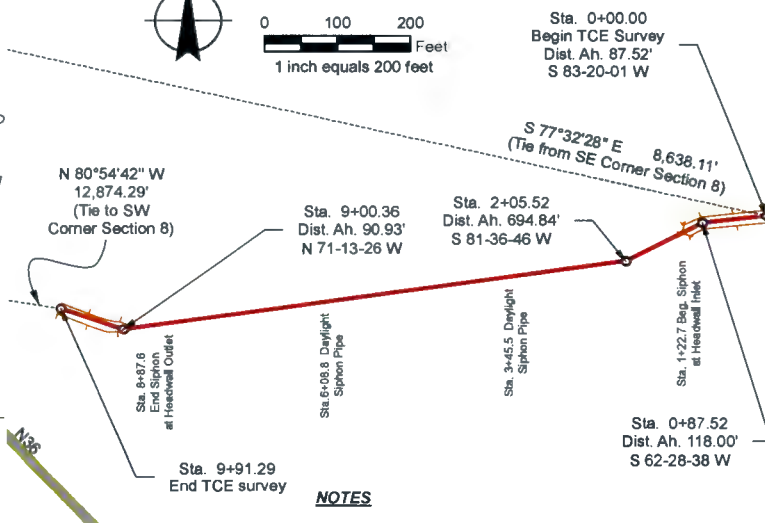 0 100 200
Feet
1 inch equals 200 feet
Sta. 0+00.00
Begin TCE Survey
Dist. Ah. 87.52'
S 83-20-01 W
S 77°32'28" E 8,638.11'
(Tie from SE Corner Section 8)
N 80°54'42" W
12,874.29'
(Tie to SW
Corner Section 8)
Sta. 9+00.36
Dist. Ah. 90.93'
N 71-13-26 W
Sta. 2+05.52
Dist. Ah. 694.84'
S 81-36-46 W
Sta. 8+87.6
End Siphon
at Headwall Outlet
Sta.6+08.8 Daylight
Siphon Pipe
Sta. 3+45.5 Daylight
Siphon Pipe
Sta. 1+22.7 Beg. Siphon
at Headwall Inlet
Sta. 0+87.52
Dist. Ah. 118.00'
S 62-28-38 W
N36
Sta. 9+91.29
End TCE survey
NOTES